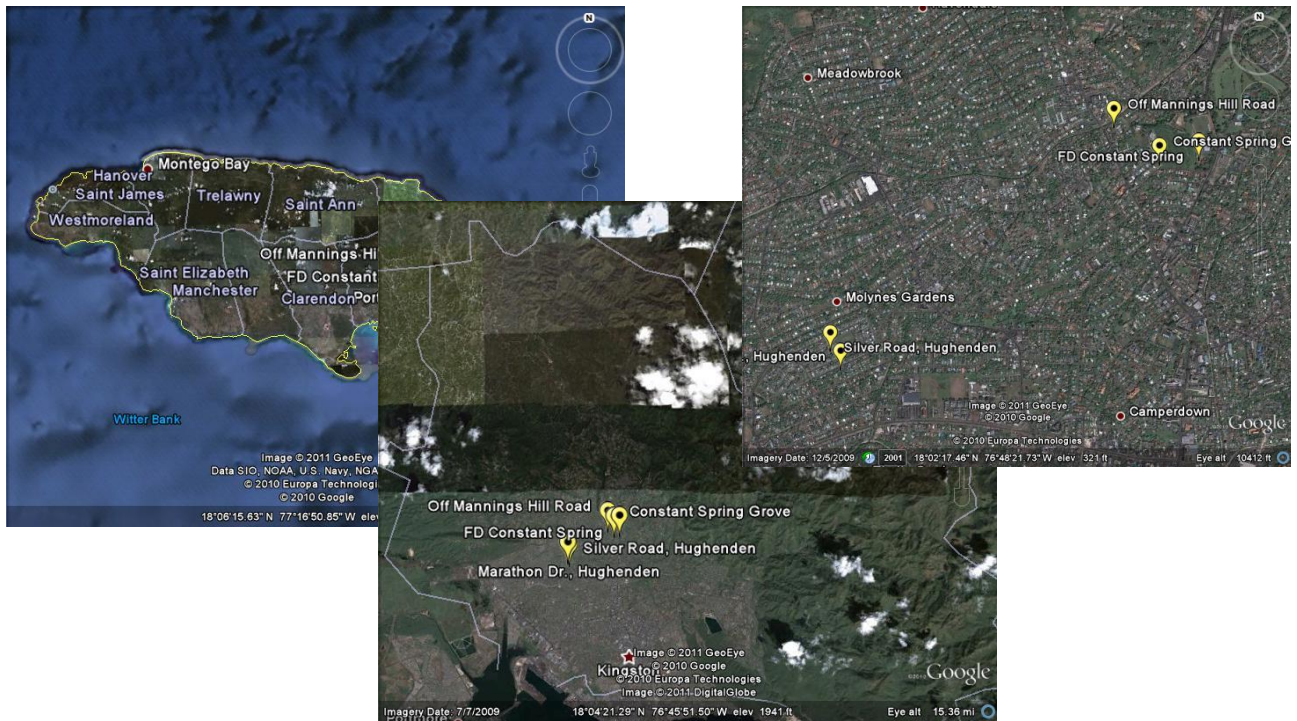 N
Montego Bay
Hanover
Saint James
Trelawny
Saint Ann
Westmoreland
Off Mannings Hi
Saint Elizabeth
FD Constant
Manchester
Clarendon
Port
Witter Bank
Image © 2011 GeoEye
Data SIO, NOAA, U.S. Navy, NGA
© 2010 Europa Technologi
© 2010 Google
18°06'15.63" N 77°16'50.85" W elev
Off Mannings Hill Road
Constant Spring Grove
FD Constant Spring
Silver Road, Hughenden
Marathon Dr., Hughenden
Kingston
Image © 2011 GeoEye
© 2010 Google
© 2010 Europa Technologies
Image © 2011 DigitalGlobe
Google
Imagery Date: 7/7/2009 18°04'21.29" N 76°45'51.50" W elev 1941 ft Eye alt 15.36 mi
N
Meadowbrook
Off Mannings Hill Road
Constant Spring G
FD Constant Spring
Molynes Gardens
Silver Road, Hughenden
, Hughenden
Camperdown
Image © 2011 GeoEye
© 2010 Google
© 2010 Europa Technologies
Google
Imagery Date: 12/5/2009 2001 18°02'17.46" N 76°48'21.73" W elev 321 ft Eye alt 10412 ft